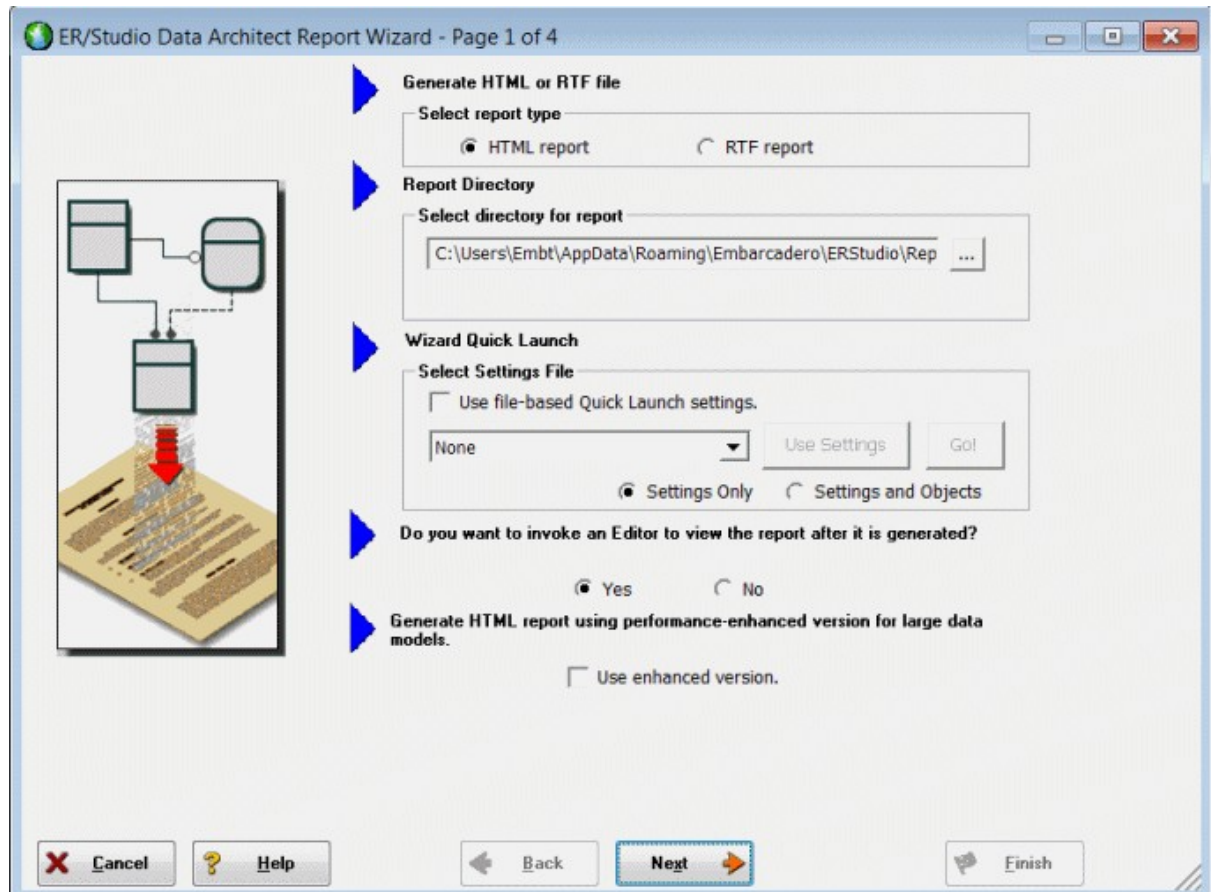 ER/Studio Data Architect Report Wizard - Page 1 of 4
Generate HTML or RTF file
Select report type
HTML report RTF report
Report Directory
Select directory for report
C:\Users\Embt\AppData\Roaming\Embarcadero\ERStudio\Rep ...
Wizard Quick Launch
Select Settings File
Use file-based Quick Launch settings.
None Use Settings Go!
Settings Only Settings and Objects
Do you want to invoke an Editor to view the report after it is generated?
Yes No
Generate HTML report using performance-enhanced version for large data
models.
Use enhanced version.
Cancel Help Back Next Finish